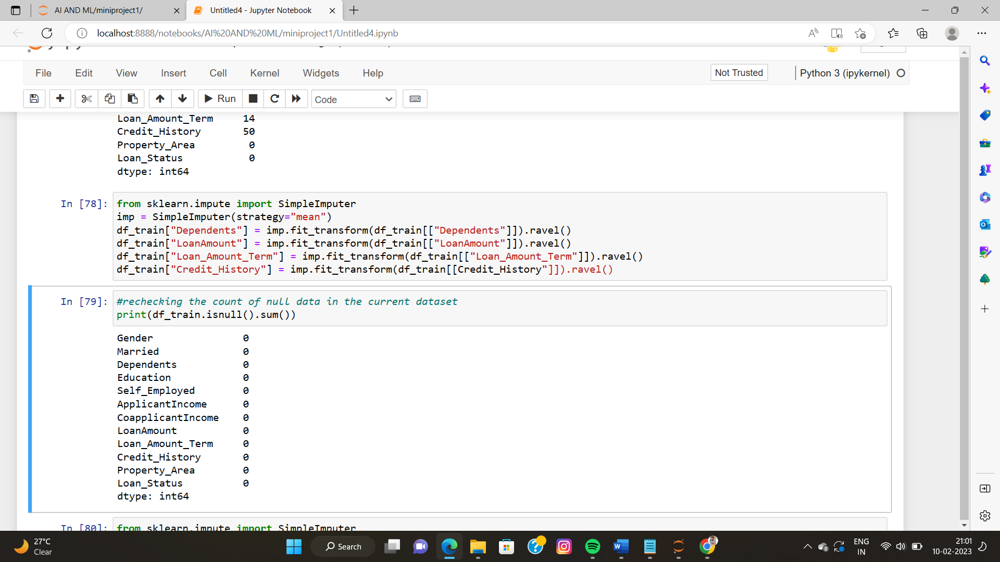 AI AND ML/miniproject1/
Untitled4 - Jupyter Notebook
localhost:8888/notebooks/AI%20AND%20ML/miniproject1/Untitled4.ipynb
File Edit View Insert Cell Kernel Widgets Help
Not Trusted
Python 3 (ipykernel)
Run
Code
Loan_Amount_Term 14
Credit_History 50
Property_Area 0
Loan_Status 0
dtype: int64
In [78]:
from sklearn.impute import SimpleImputer
imp = SimpleImputer(strategy="mean")
df_train["Dependents"] = imp.fit_transform(df_train[["Dependents"]]).ravel()
df_train["LoanAmount"] = imp.fit_transform(df_train[["LoanAmount"]]).ravel()
df_train["Loan_Amount_Term"] = imp.fit_transform(df_train[["Loan_Amount_Term"]]).ravel()
df_train["Credit_History"] = imp.fit_transform(df_train[[Credit_History"]]).ravel()
In [79]:
#rechecking the count of null data in the current dataset
print(df_train.isnull().sum())
Gender 0
Married 0
Dependents 0
Education 0
Self_Employed 0
ApplicantIncome 0
CoapplicantIncome 0
LoanAmount 0
Loan_Amount_Term 0
Credit_History 0
Property_Area 0
Loan_Status 0
dtype: int64
In [80]:
from sklearn.impute import SimpleImputer
27°C
Clear
Search
ENG
IN
21:01
10-02-2023